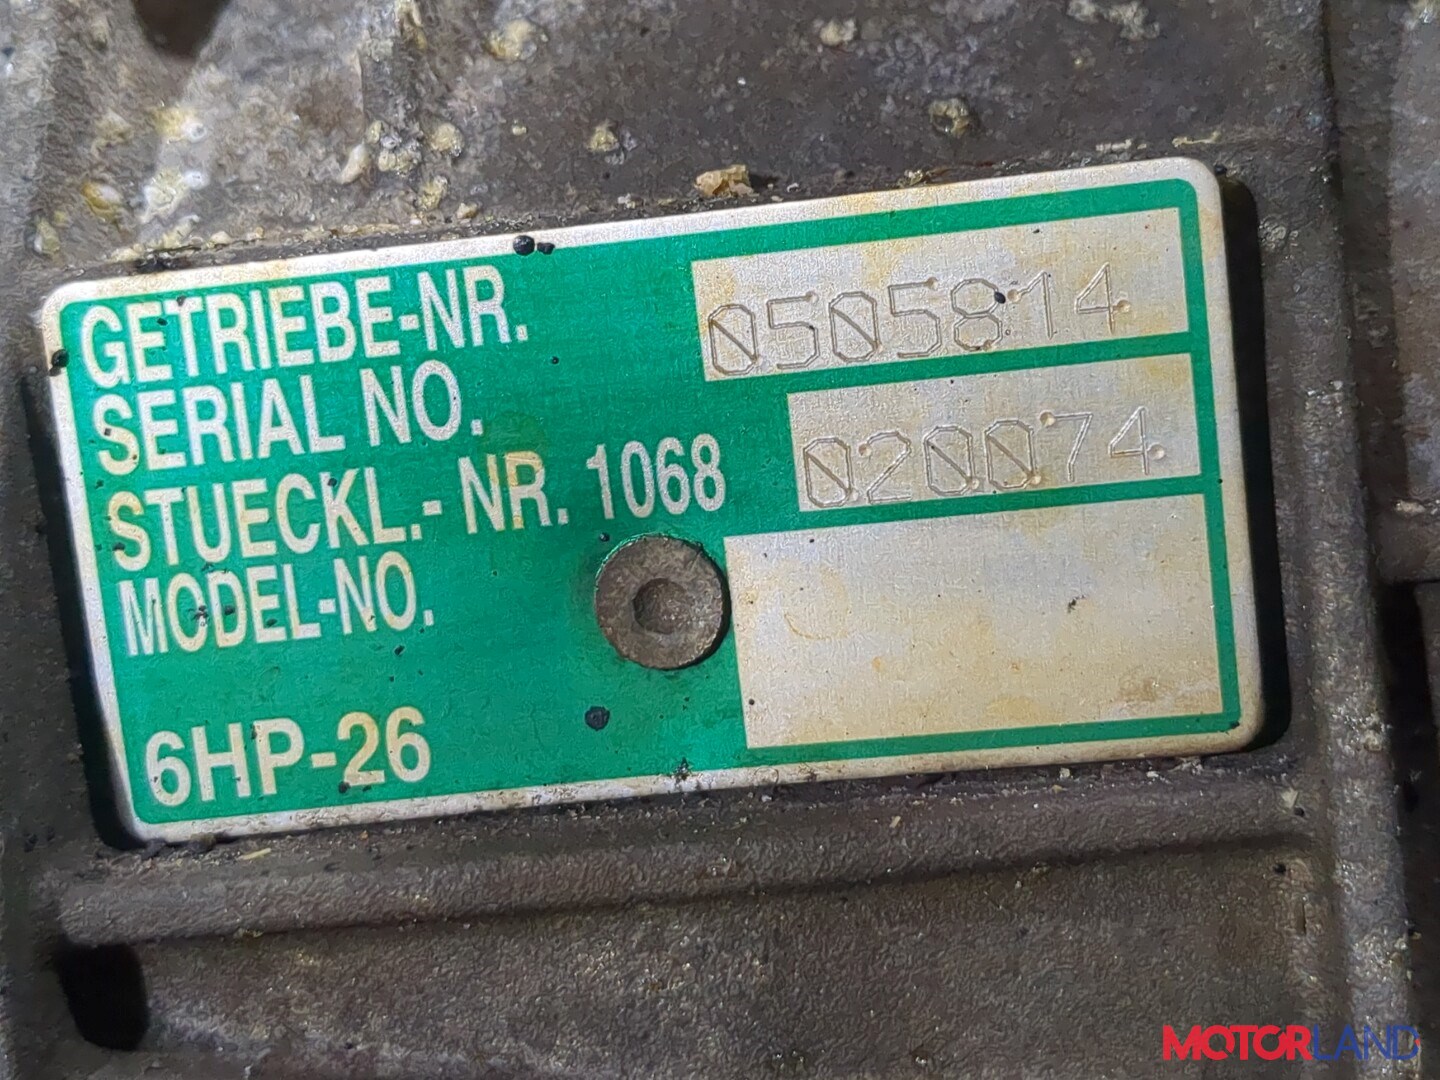 GETRIEBE-NR.
SERIAL NO. 0505814
STUECKL.- NR. 1068 020074
MODEL-NO.
6HP-26
MOTORLAND